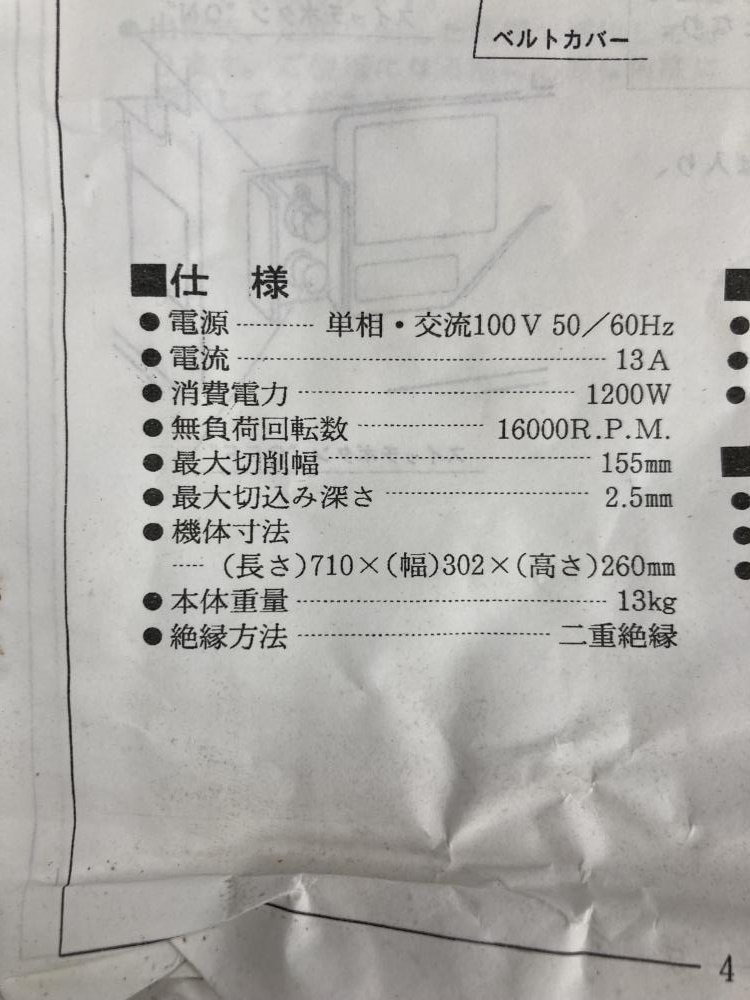 ベルトカバー
■仕 様
●電源 ----------- 単相・交流100V 50／60Hz
●電流 ----------- 13A
●消費電力 ----------- 1200W
●無負荷回転数 ----------- 16000R.P.M.
●最大切削幅 ----------- 155mm
●最大切込み深さ ----------- 2.5mm
●機体寸法
----- (長さ)710×(幅)302×(高さ)260mm
●本体重量 ----------- 13kg
●絶縁方法 ----------- 二重絶縁
4